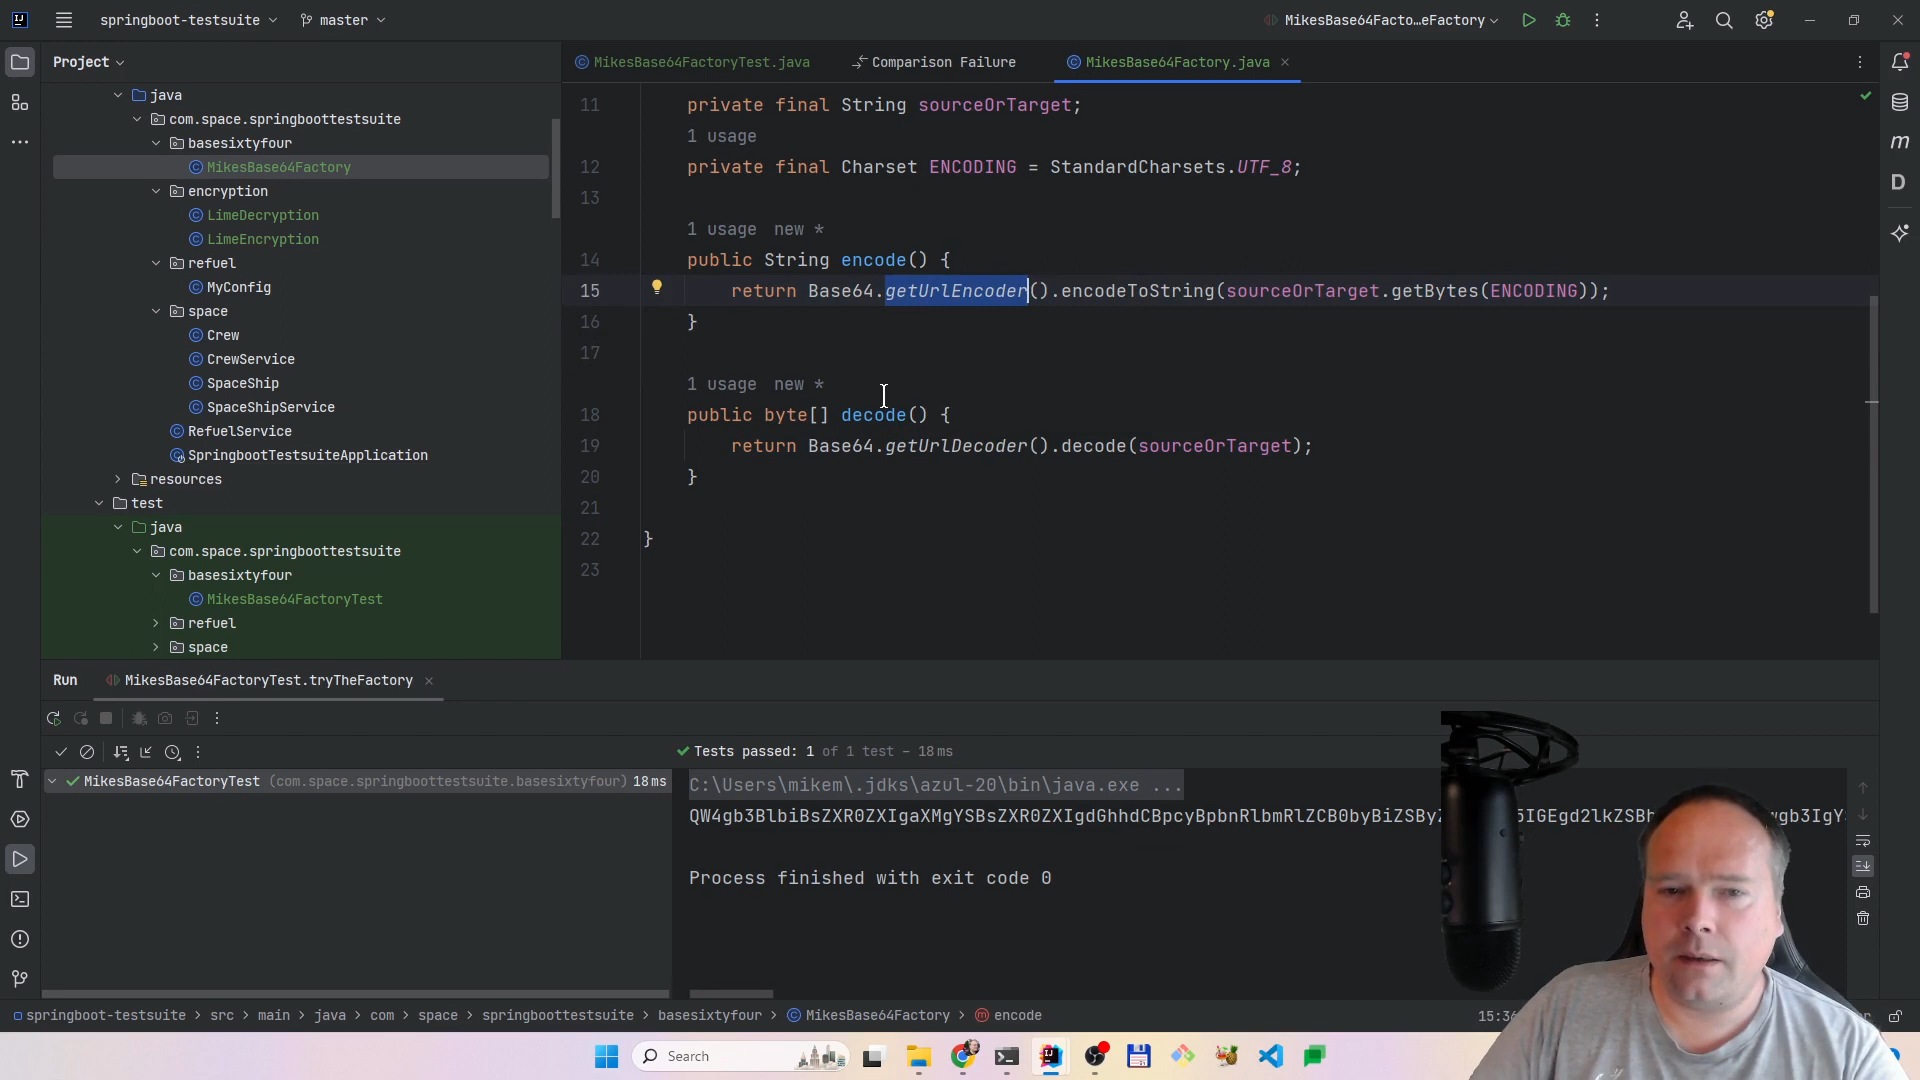 springboot-testsuite
master
MikesBase64Facto...eFactory
Project
MikesBase64FactoryTest.java
Comparison Failure
MikesBase64Factory.java
java
com.space.springboottestsuite
basesixtyfour
MikesBase64Factory
encryption
LimeDecryption
LimeEncryption
refuel
MyConfig
space
Crew
CrewService
SpaceShip
SpaceShipService
RefuelService
SpringbootTestsuiteApplication
resources
test
java
com.space.springboottestsuite
basesixtyfour
MikesBase64FactoryTest
refuel
space
11 private final String sourceOrTarget;
1 usage
12 private final Charset ENCODING = StandardCharsets.UTF_8;
13
1 usage new *
14 public String encode() {
15 return Base64.getUrlEncoder().encodeToString(sourceOrTarget.getBytes(ENCODING));
16 }
17
1 usage new *
18 public byte[] decode() {
19 return Base64.getUrlDecoder().decode(sourceOrTarget);
20 }
21
22 }
23
Run
MikesBase64FactoryTest.tryTheFactory
Tests passed: 1 of 1 test – 18 ms
MikesBase64FactoryTest (com.space.springboottestsuite.basesixtyfour) 18 ms
C:\Users\mikem\.jdks\azul-20\bin\java.exe ...
Process finished with exit code 0
springboot-testsuite > src > main > java > com > space > springboottestsuite > basesixtyfour > MikesBase64Factory > encode
Search